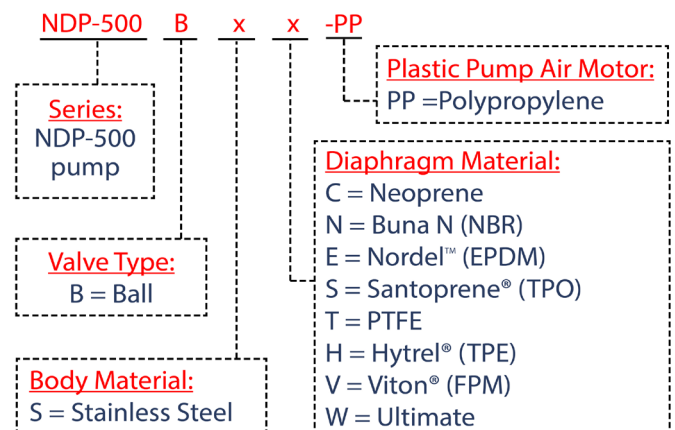 NDP-500 B x x -PP
Plastic Pump Air Motor:
PP =Polypropylene
Series:
NDP-500
pump
Diaphragm Material:
C = Neoprene
N = Buna N (NBR)
E = Nordel™ (EPDM)
S = Santoprene® (TPO)
T = PTFE
H = Hytrel® (TPE)
V = Viton® (FPM)
W = Ultimate
Valve Type:
B = Ball
Body Material:
S = Stainless Steel